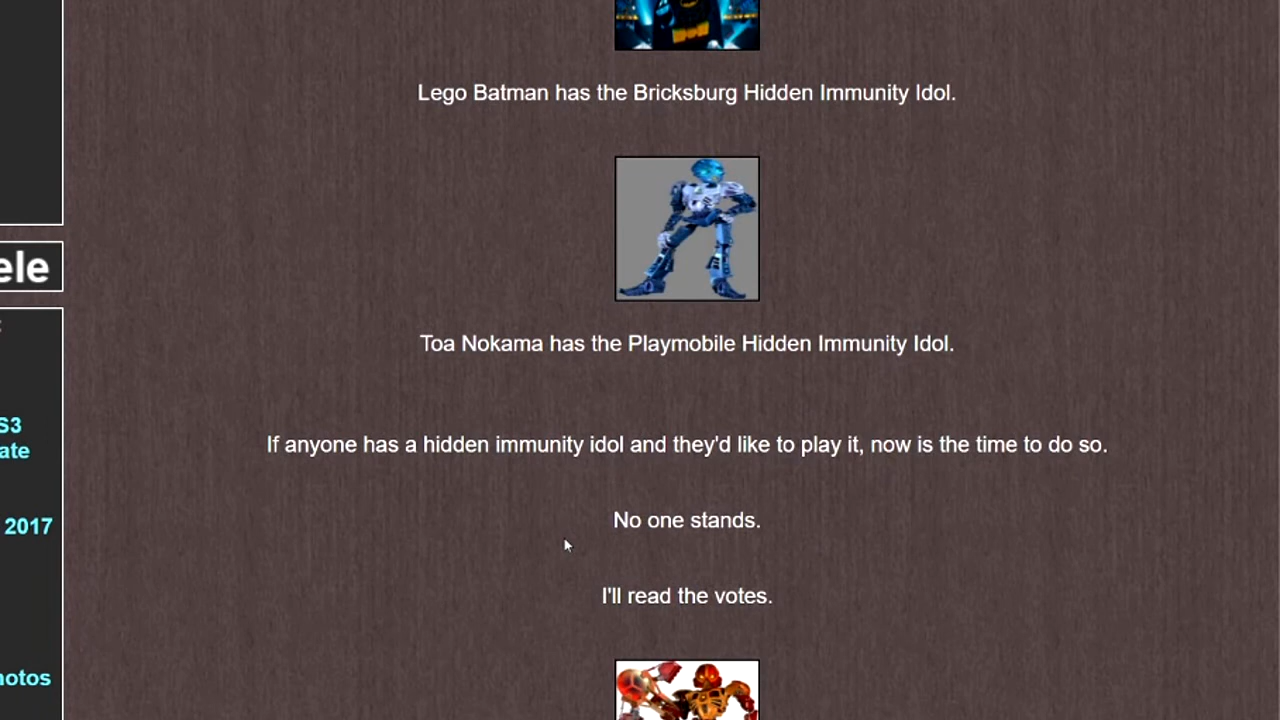 Lego Batman has the Bricksburg Hidden Immunity Idol.
Toa Nokama has the Playmobile Hidden Immunity Idol.
ele
If anyone has a hidden immunity idol and they'd like to play it, now is the time to do so.
S3
ate
No one stands.
2017
I'll read the votes.
hotos